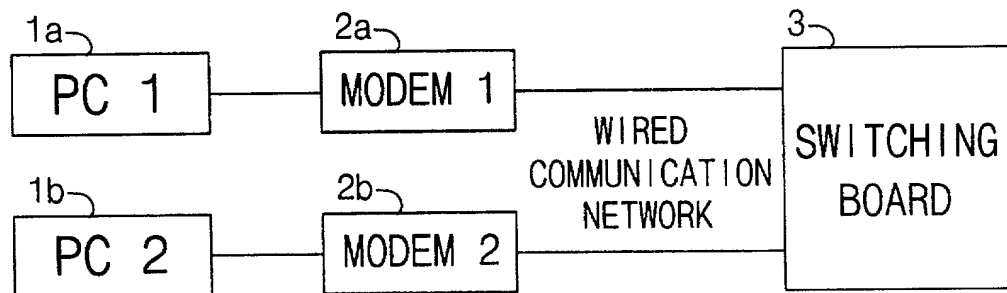 1a
2a
3
PC 1
MODEM 1
WIRED
COMMUNICATION
NETWORK
SWITCHING
BOARD
1b
2b
PC 2
MODEM 2